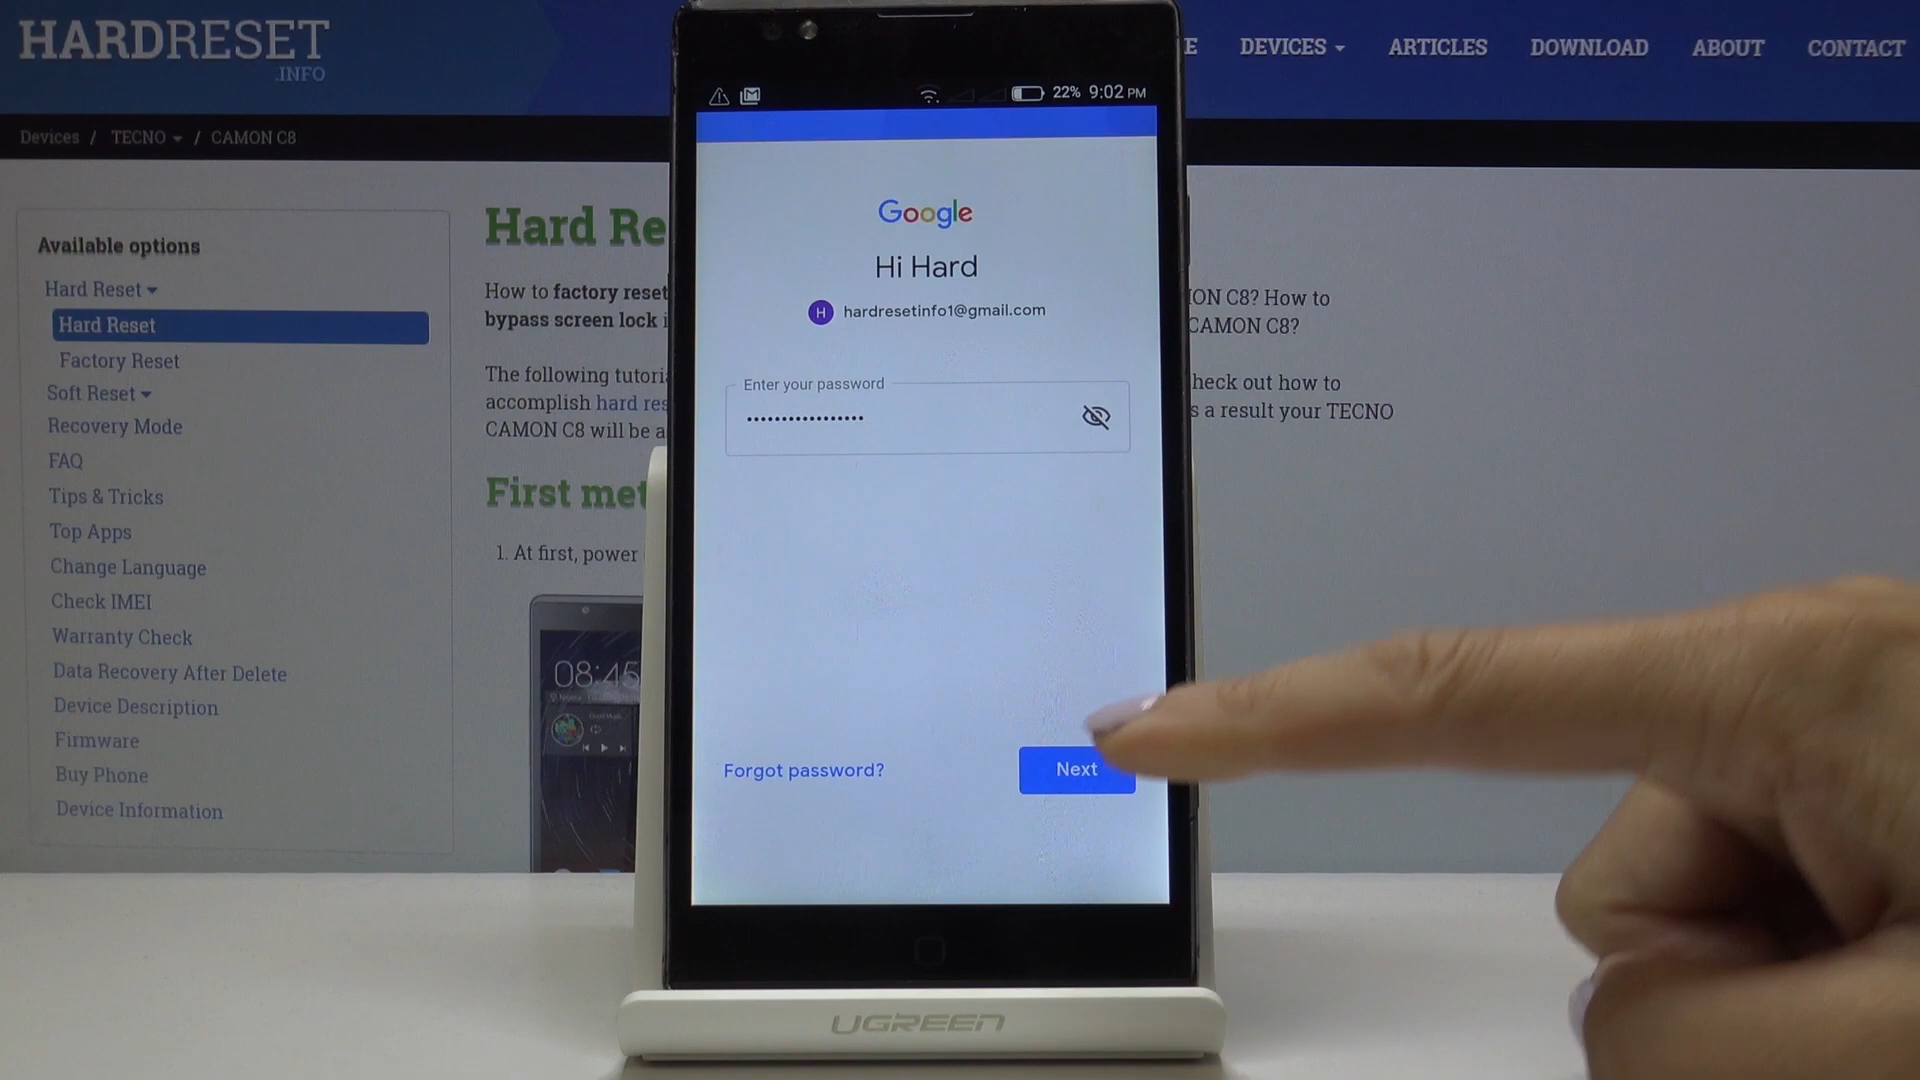 HARDRESET
.INFO
DEVICES
ARTICLES
DOWNLOAD
ABOUT
CONTACT
Devices / TECNO / CAMON C8
Available options
Hard Reset
Hard Reset
Factory Reset
Soft Reset
Recovery Mode
FAQ
Tips & Tricks
Top Apps
Change Language
Check IMEI
Warranty Check
Data Recovery After Delete
Device Description
Firmware
Buy Phone
Device Information
Hard Re
How to factory reset
bypass screen lock
The following
accomplish hard
CAMON C8 will be a
First
1. At first, power
08:45
22% 9:02 PM
Google
Hi Hard
H hardresetinfo1@gmail.com
Enter your password
•••••••••••••••••
Forgot password?
Next
C8? How to
CAMON C8?
check out how to
s a result your TECNO
UGREEN